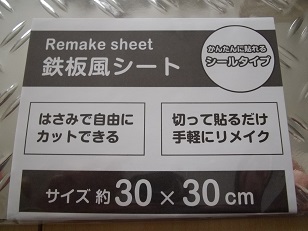 Remake sheet
鉄板風シート
かんたんに貼れる
シールタイプ
はさみで自由に
カットできる
切って貼るだけ
手軽にリメイク
サイズ 約 30 × 30 cm